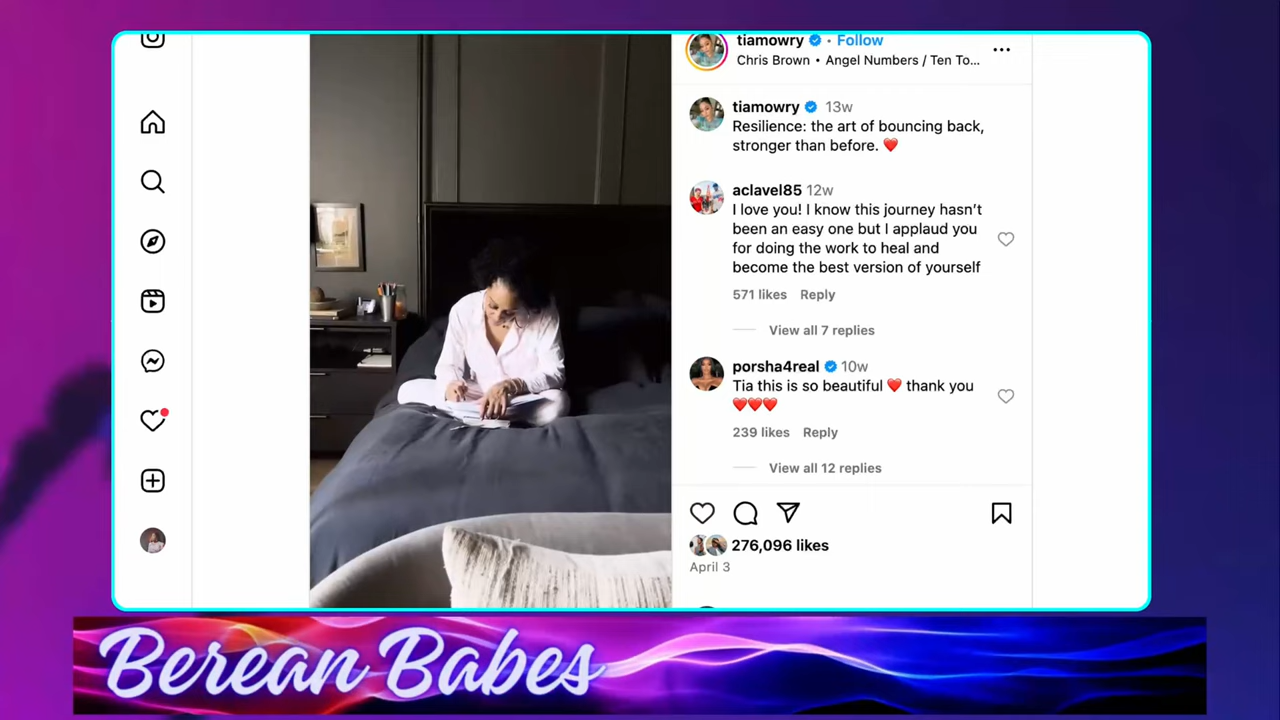 tiamowry • Follow
Chris Brown • Angel Numbers / Ten To...
tiamowry 13w
Resilience: the art of bouncing back,
stronger than before. ❤️
aclavel85 12w
I love you! I know this journey hasn't
been an easy one but I applaud you
for doing the work to heal and
become the best version of yourself
571 likes Reply
View all 7 replies
porsha4real 10w
Tia this is so beautiful ❤️ thank you
❤️❤️❤️
239 likes Reply
View all 12 replies
276,096 likes
April 3
Berean Babes